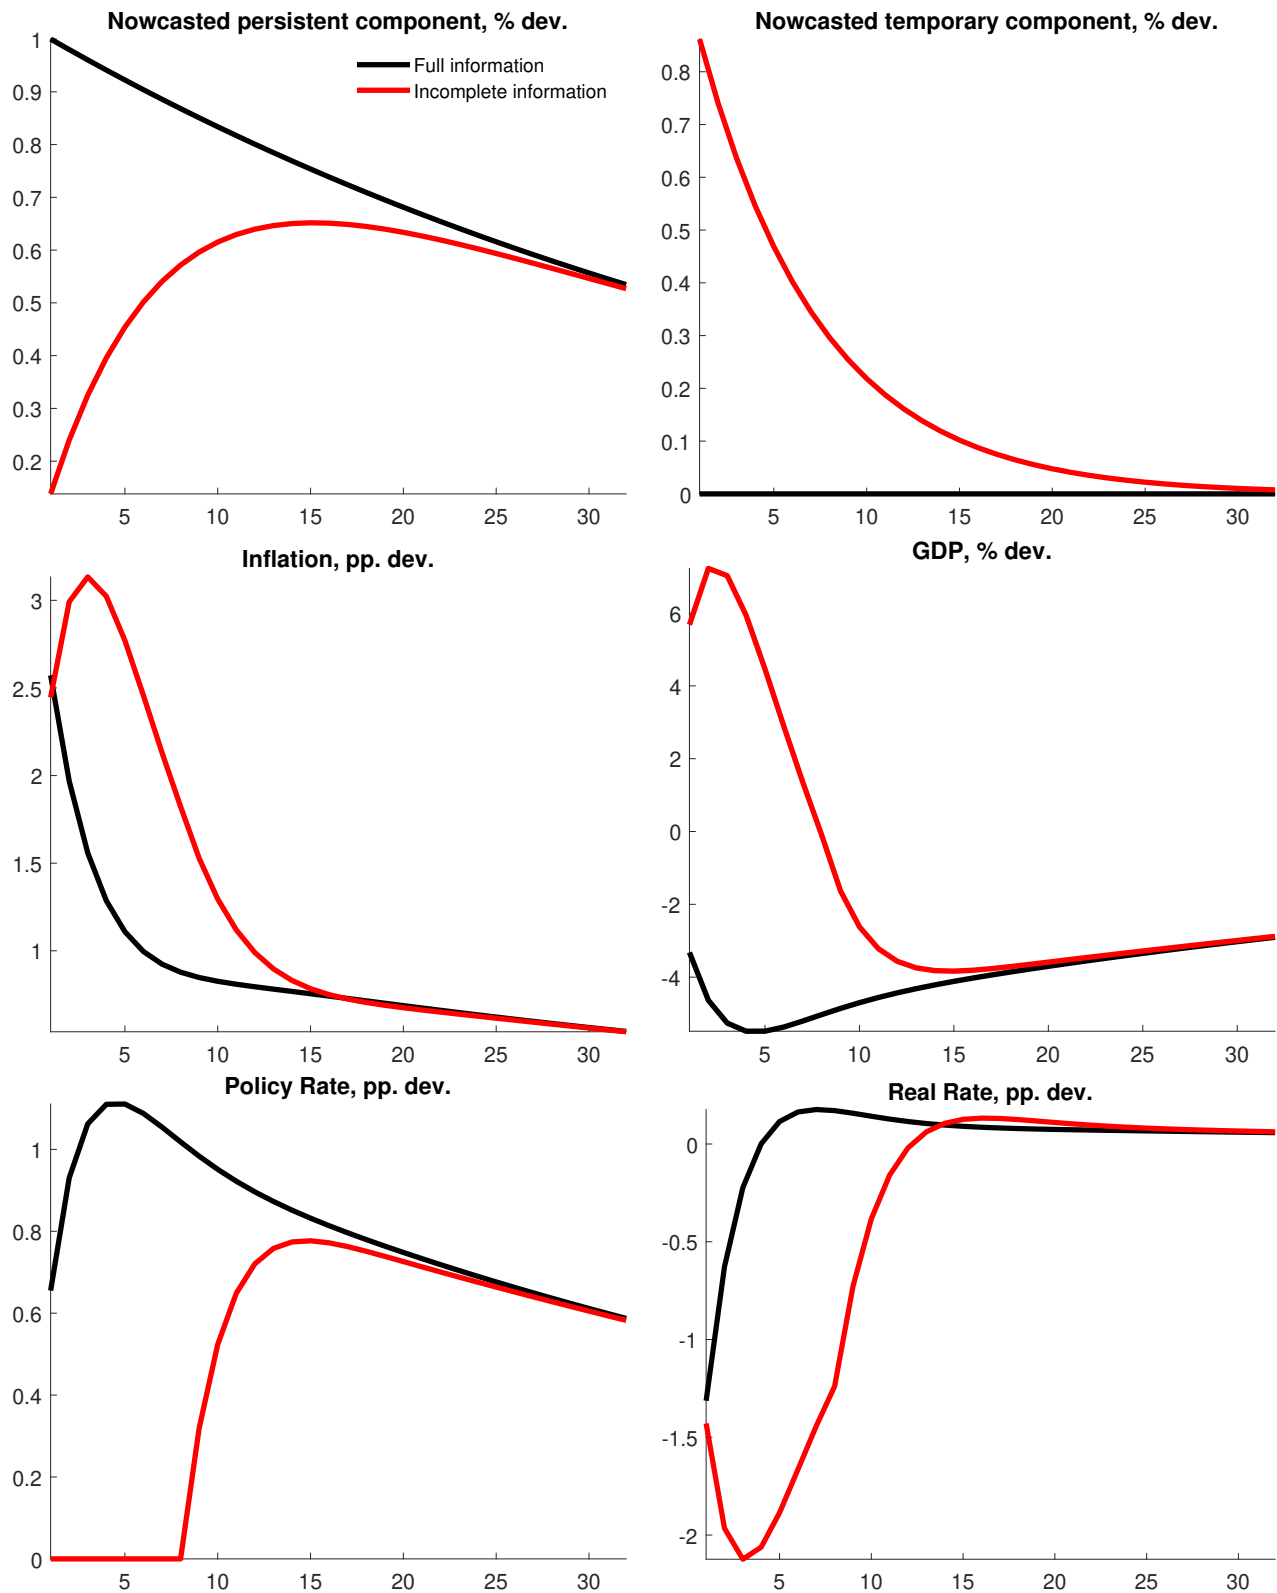 Nowcasted persistent component, % dev.
1
0.9
0.8
0.7
0.6
0.5
0.4
0.3
0.2
5 10 15 20 25 30
Full information
Incomplete information
Nowcasted temporary component, % dev.
0.8
0.7
0.6
0.5
0.4
0.3
0.2
0.1
0
5 10 15 20 25 30
Inflation, pp. dev.
3
2.5
2
1.5
1
5 10 15 20 25 30
GDP, % dev.
6
4
2
0
-2
-4
5 10 15 20 25 30
Policy Rate, pp. dev.
1
0.8
0.6
0.4
0.2
0
5 10 15 20 25 30
Real Rate, pp. dev.
0
-0.5
-1
-1.5
-2
5 10 15 20 25 30